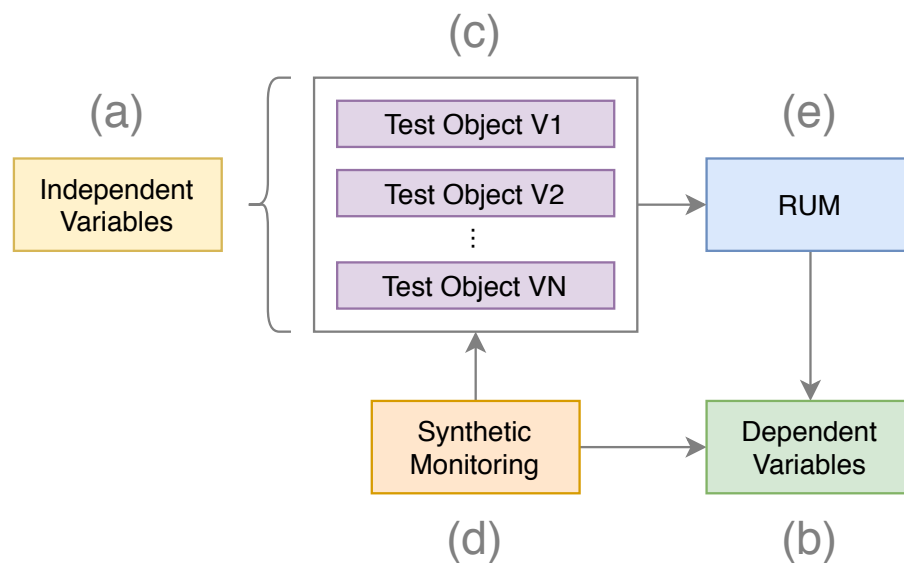 (c)
(a)
Test Object V1
(e)
Independent
Variables
Test Object V2
RUM
⋮
Test Object VN
Synthetic
Monitoring
Dependent
Variables
(d)
(b)